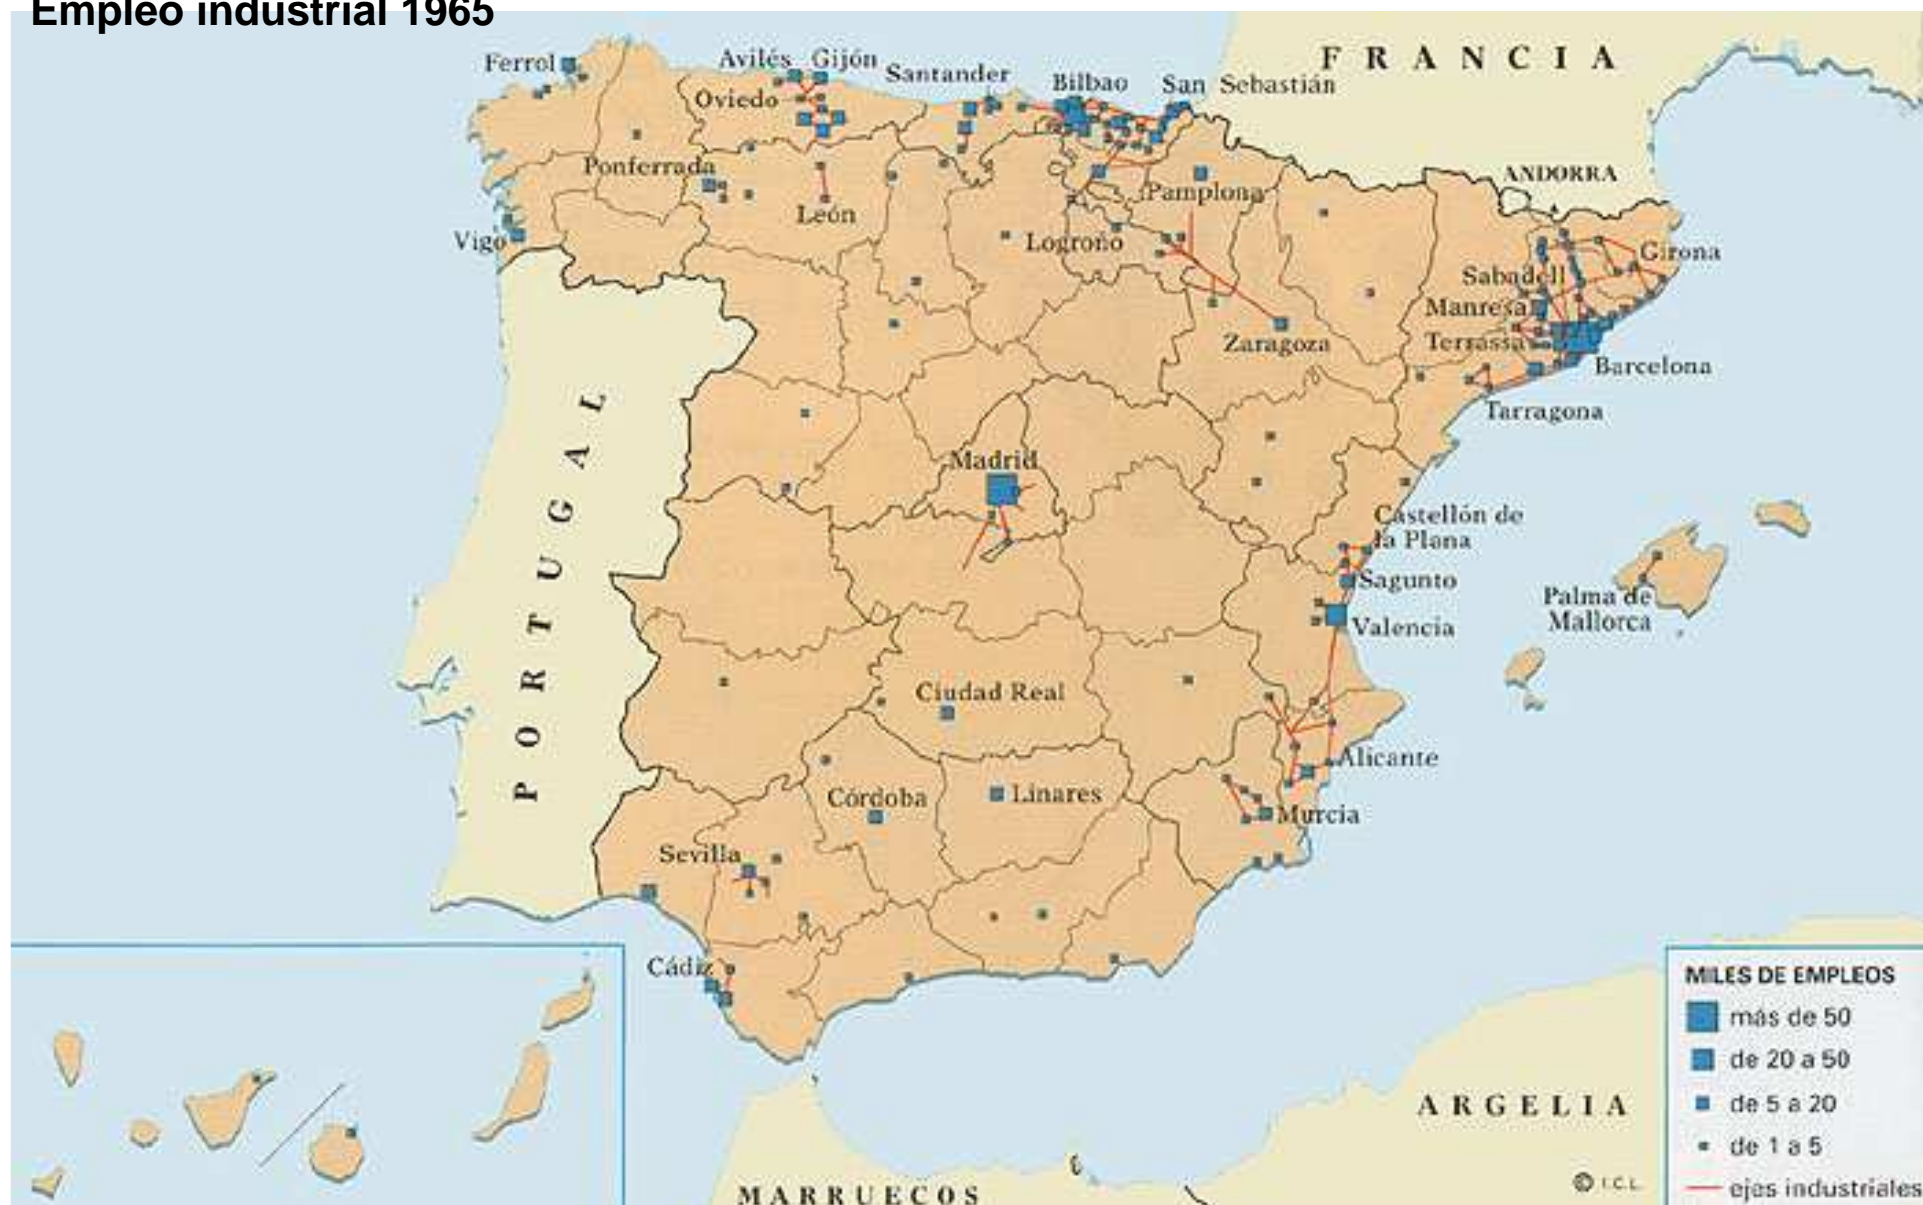 Empleo industrial 1965
FRANCIA
Ferrol
Avilés
Gijón
Santander
Bilbao
San Sebastián
Oviedo
ANDORRA
Ponferrada
Pamplona
León
Vigo
Logroño
Girona
Sabadell
Manresa
Zaragoza
Terrassa
Barcelona
Tarragona
PORTUGAL
Madrid
Castellón de
la Plana
Sagunto
Palma de
Mallorca
Valencia
Ciudad Real
Alicante
Córdoba
Linares
Murcia
Sevilla
Cádiz
MILES DE EMPLEOS
más de 50
de 20 a 50
de 5 a 20
de 1 a 5
ejes industriales
ARGELIA
© I.C.L.
MARRUECOS